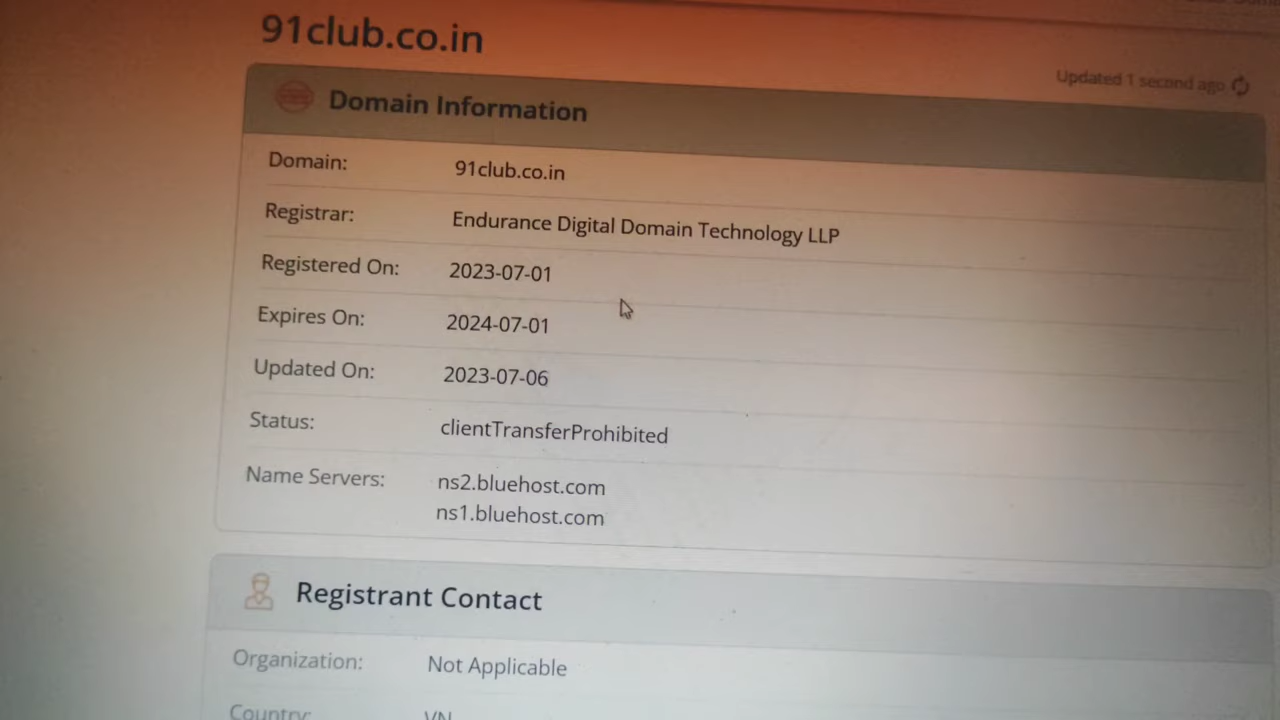 91club.co.in
Updated 1 second ago
Domain Information
Domain: 91club.co.in
Registrar: Endurance Digital Domain Technology LLP
Registered On: 2023-07-01
Expires On: 2024-07-01
Updated On: 2023-07-06
Status: clientTransferProhibited
Name Servers: ns2.bluehost.com
ns1.bluehost.com
Registrant Contact
Organization: Not Applicable
Country: VN